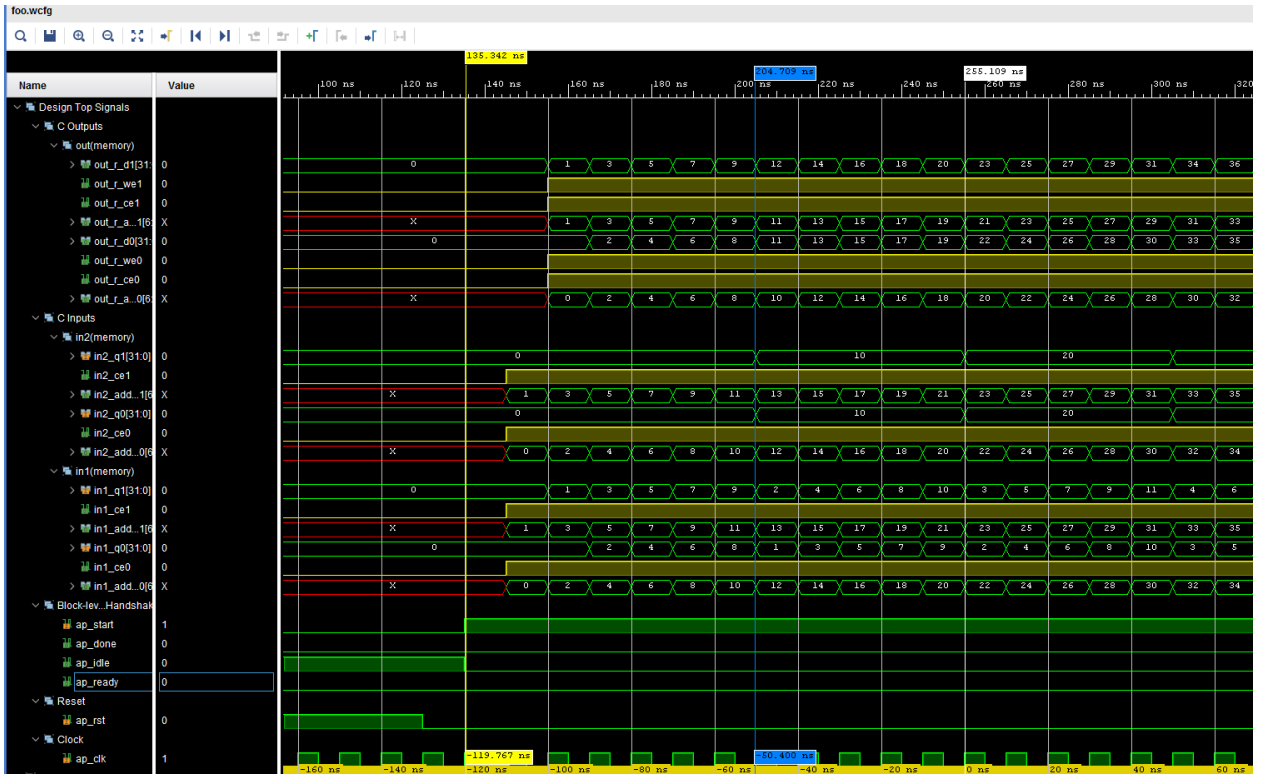 foo.wcfg
135.342 ns
204.709 ns 255.109 ns
Name Value 100 ns 120 ns 140 ns 160 ns 180 ns 200 ns 220 ns 260 ns 280 ns 300 ns 320
Design Top Signals
C Outputs
out(memory)
out_r_d1[31: 0 0 1 3 5 7 9 12 14 16 18 20 23 25 27 29 31 34 36
out_r_we1 0
out_r_ce1 0
out_r_a...1[6: X X 1 3 5 7 9 11 13 15 17 19 21 23 25 27 29 31 33
out_r_d0[31: 0 0 2 4 6 8 11 13 15 17 19 22 24 26 28 30 33 35
out_r_we0 0
out_r_ce0 0
out_r_a...0[6: X X 0 2 4 6 8 10 12 14 16 18 20 22 24 26 28 30 32
C Inputs
in2(memory)
in2_q1[31:0] 0 0 10 20
in2_ce1 0
in2_add...1[6 X X 1 3 5 7 9 11 13 15 17 19 21 23 25 27 29 31 33 35
in2_q0[31:0] 0 0 10 20
in2_ce0 0
in2_add...0[6 X X 0 2 4 6 8 10 12 14 16 18 20 22 24 26 28 30 32 34
in1(memory)
in1_q1[31:0] 0 0 1 3 5 7 9 2 4 6 8 10 3 5 7 9 11 4 6
in1_ce1 0
in1_add...1[6 X X 1 3 5 7 9 11 13 15 17 19 21 23 25 27 29 31 33 35
in1_q0[31:0] 0 0 2 4 6 8 1 3 5 7 9 2 4 6 8 10 3 5
in1_ce0 0
in1_add...0[6 X X 0 2 4 6 8 10 12 14 16 18 20 22 24 26 28 30 32 34
Block-lev...Handshak
ap_start 1
ap_done 0
ap_idle 0
ap_ready 0
Reset
ap_rst 0
Clock
ap_clk 1 -119.767 ns -50.400 ns
-160 ns -140 ns -120 ns -100 ns -80 ns -60 ns -40 ns -20 ns 0 ns 20 ns 40 ns 60 ns